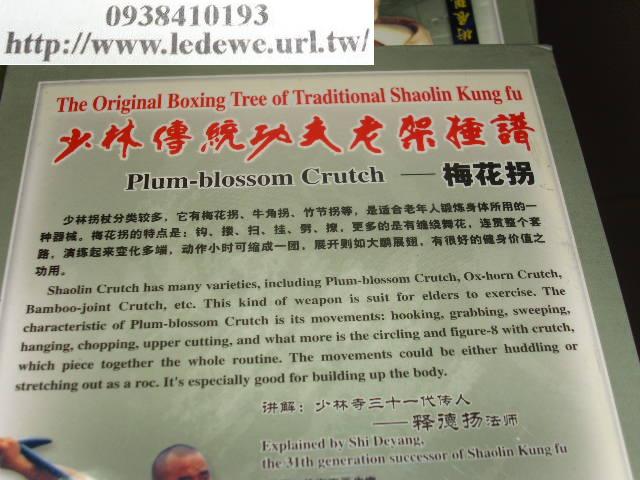 0938410193
http://www.ledewe.url.tw/
The Original Boxing Tree of Traditional Shaolin Kung fu
少林傳統功夫老架捶譜
Plum-blossom Crutch ——梅花拐
少林拐杖分类较多，它有梅花拐、牛角拐、竹节拐等，是适合老年人锻炼身体所用的一
种器械。梅花拐的特点是：钩、搂、扫、挂、劈、撩，更多的是有缠绕舞花，连贯整个套
路，演练起来变化多端，动作小时可缩成一团，展开则如大鹏展翅，有很好的健身价值之
功用。
Shaolin Crutch has many varieties, including Plum-blossom Crutch, Ox-horn Crutch,
Bamboo-joint Crutch, etc. This kind of weapon is suit for elders to exercise. The
characteristic of Plum-blossom Crutch is its movements: hooking, grabbing, sweeping,
hanging, chopping, upper cutting, and what more is the circling and figure-8 with crutch,
which piece together the whole routine. The movements could be either huddling or
stretching out as a roc. It's especially good for building up the body.
讲解：少林寺三十一代传人
——释德扬法师
Explained by Shi Deyang,
the 31th generation successor of Shaolin Kung fu